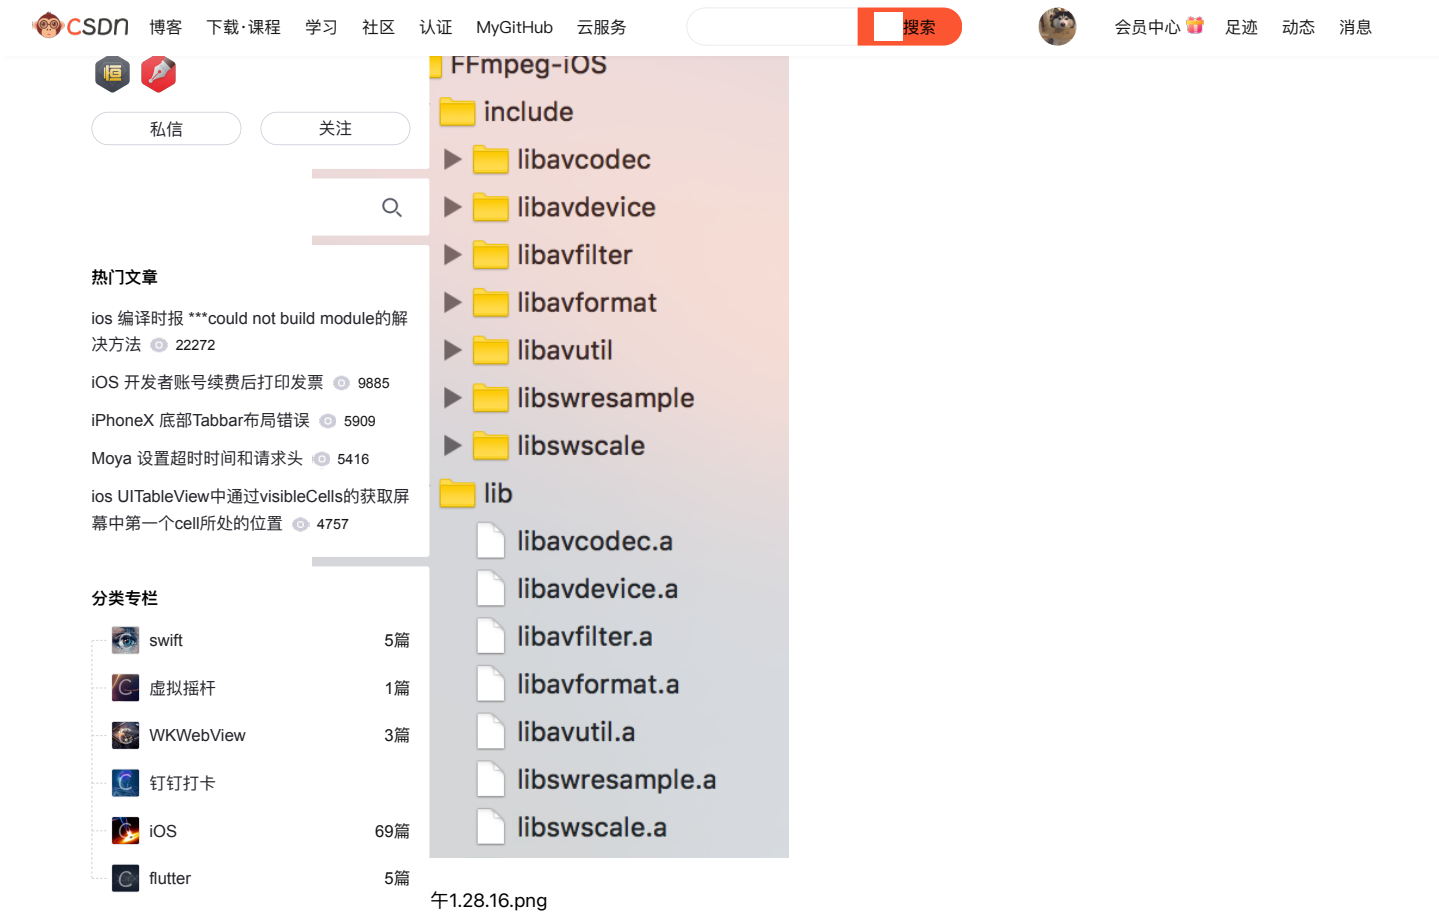 CSDN 博客 下载·课程 学习 社区 认证 MyGitHub 云服务 搜索 会员中心 足迹 动态 消息
私信 关注
热门文章
ios 编译时报 ***could not build module的解
决方法 22272
iOS 开发者账号续费后打印发票 9885
iPhoneX 底部Tabbar布局错误 5909
Moya 设置超时时间和请求头 5416
ios UITableView中通过visibleCells的获取屏
幕中第一个cell所处的位置 4757
分类专栏
swift 5篇
虚拟摇杆 1篇
WKWebView 3篇
钉钉打卡
iOS 69篇
flutter 5篇
FFmpeg-iOS
include
libavcodec
libavdevice
libavfilter
libavformat
libavutil
libswresample
libswscale
lib
libavcodec.a
libavdevice.a
libavfilter.a
libavformat.a
libavutil.a
libswresample.a
libswscale.a
午1.28.16.png